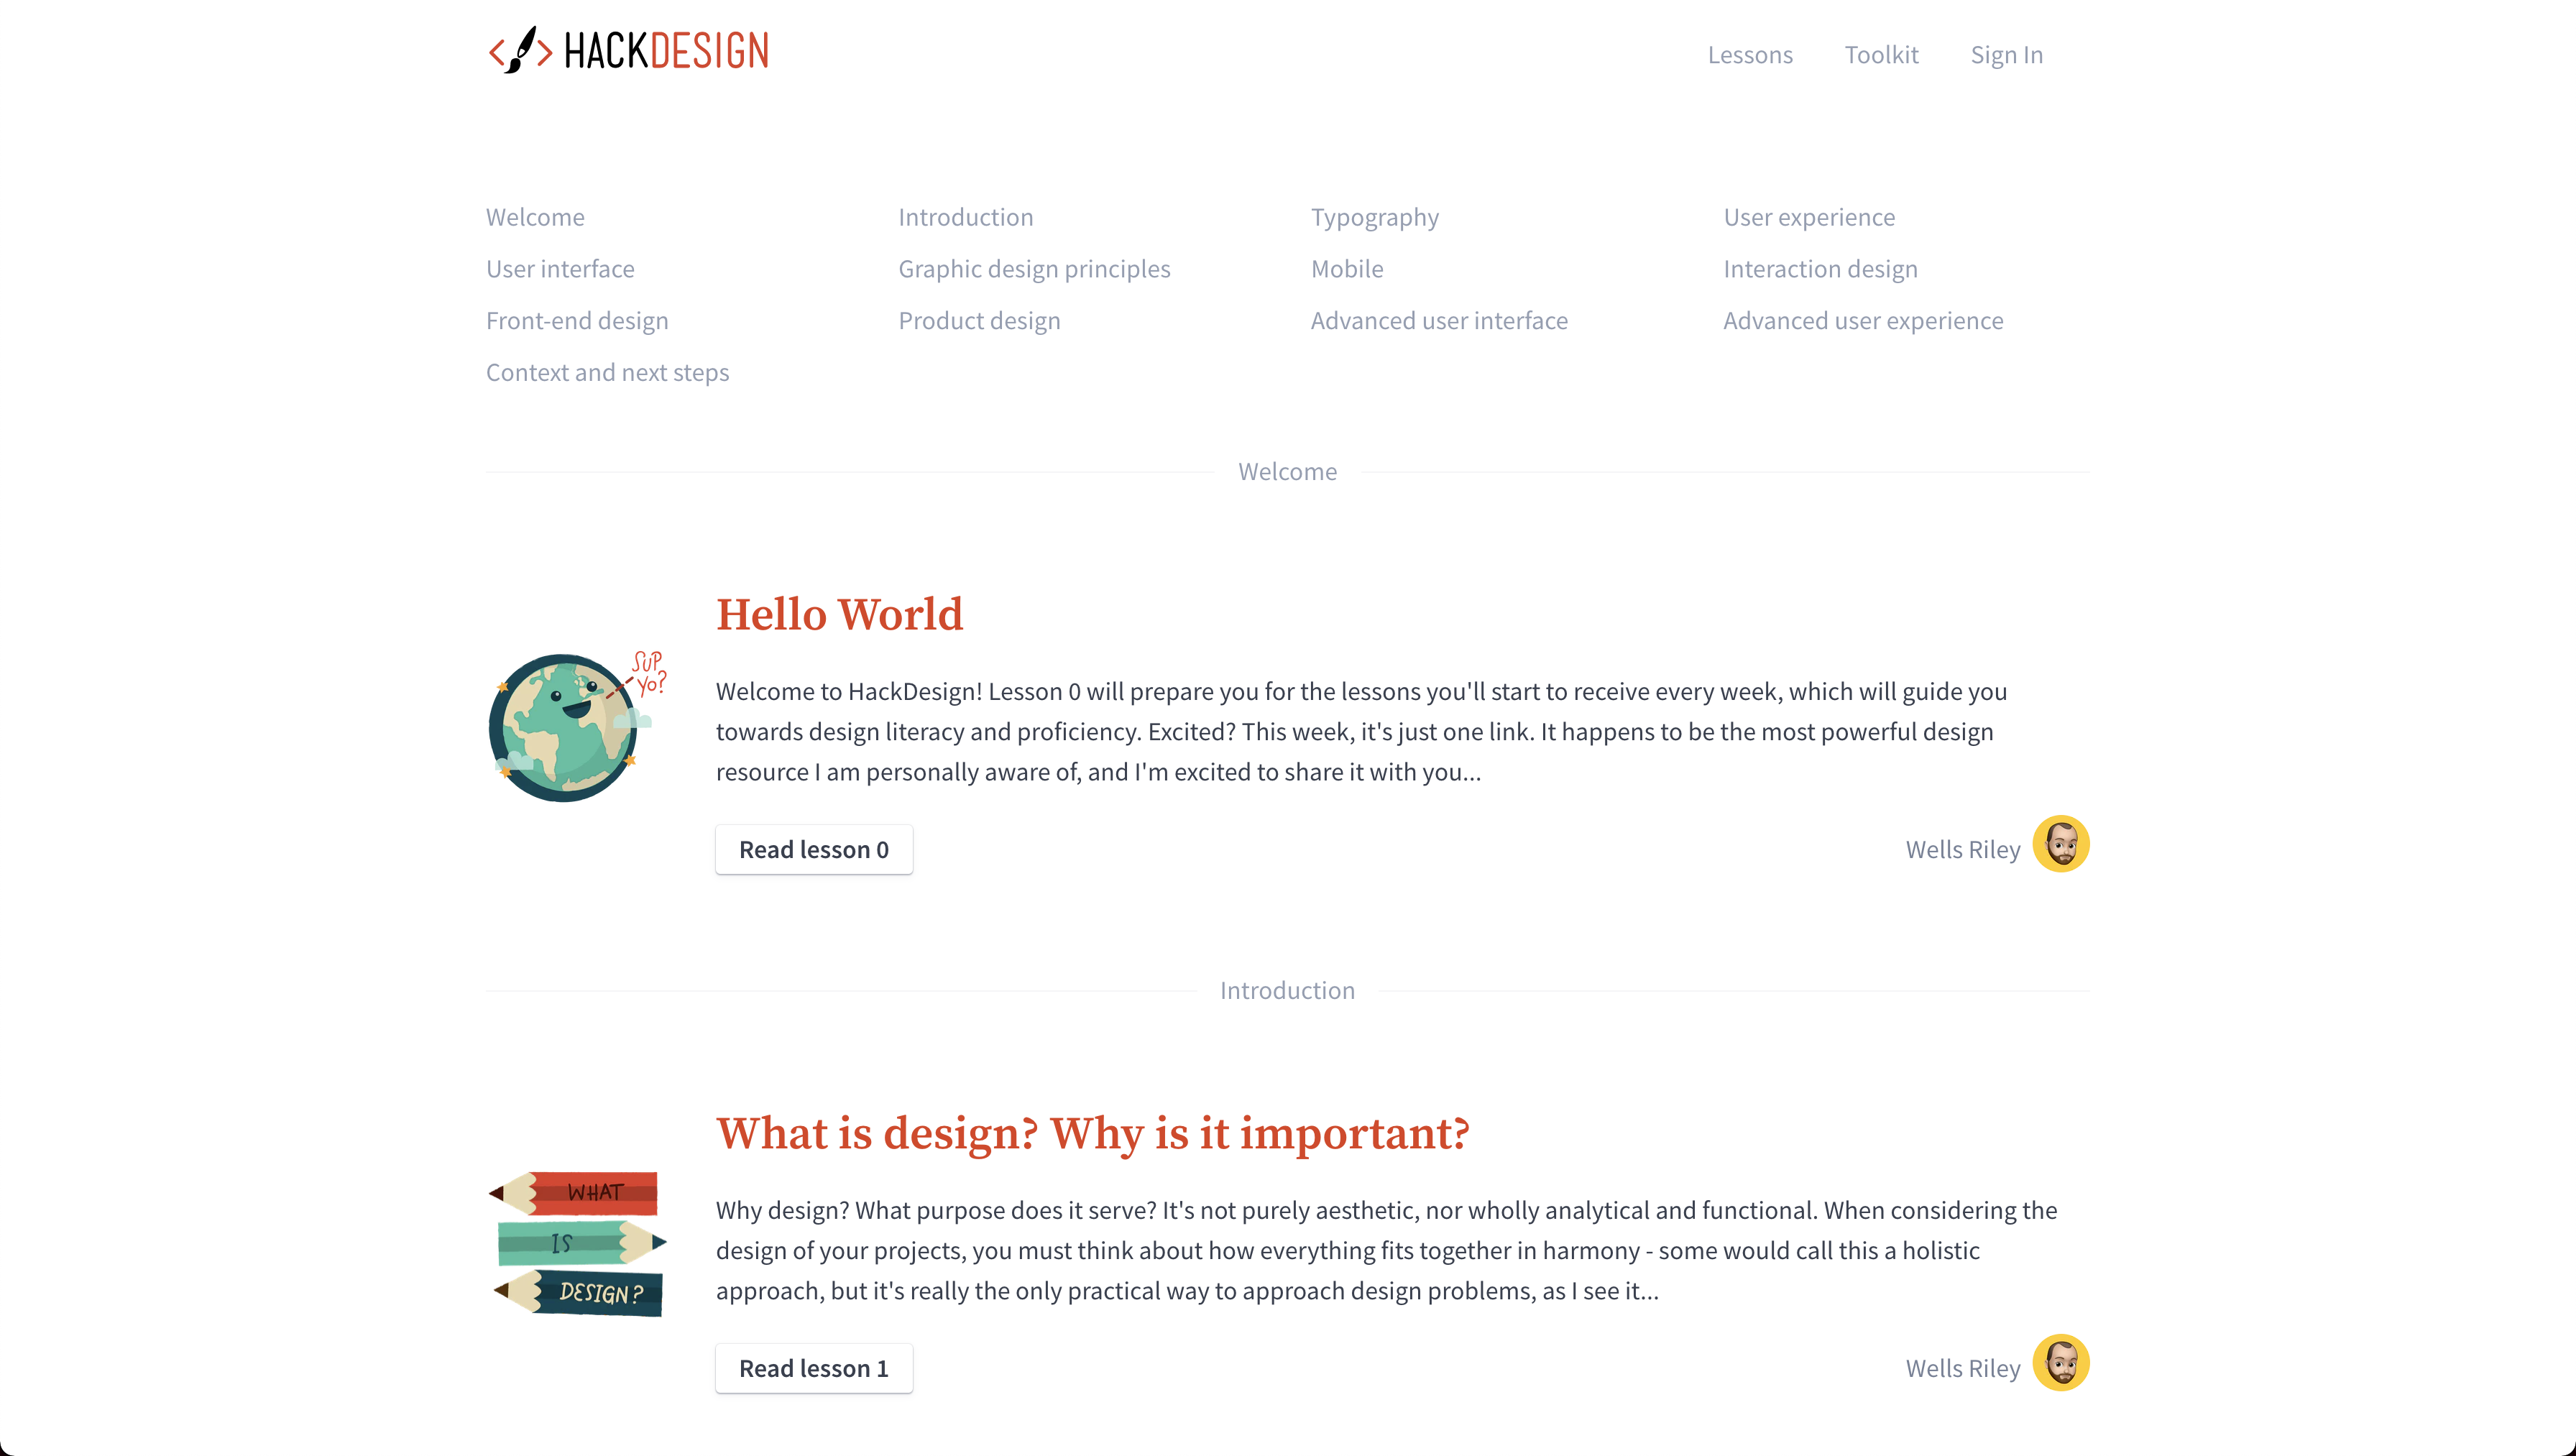 HACKDESIGN
Lessons Toolkit Sign In
Welcome Introduction Typography User experience
User interface Graphic design principles Mobile Interaction design
Front-end design Product design Advanced user interface Advanced user experience
Context and next steps
Welcome
Hello World
SUP
YO?
Welcome to HackDesign! Lesson 0 will prepare you for the lessons you'll start to receive every week, which will guide you
towards design literacy and proficiency. Excited? This week, it's just one link. It happens to be the most powerful design
resource I am personally aware of, and I'm excited to share it with you...
Read lesson 0
Wells Riley
Introduction
What is design? Why is it important?
WHAT
IS
DESIGN?
Why design? What purpose does it serve? It's not purely aesthetic, nor wholly analytical and functional. When considering the
design of your projects, you must think about how everything fits together in harmony - some would call this a holistic
approach, but it's really the only practical way to approach design problems, as I see it...
Read lesson 1
Wells Riley